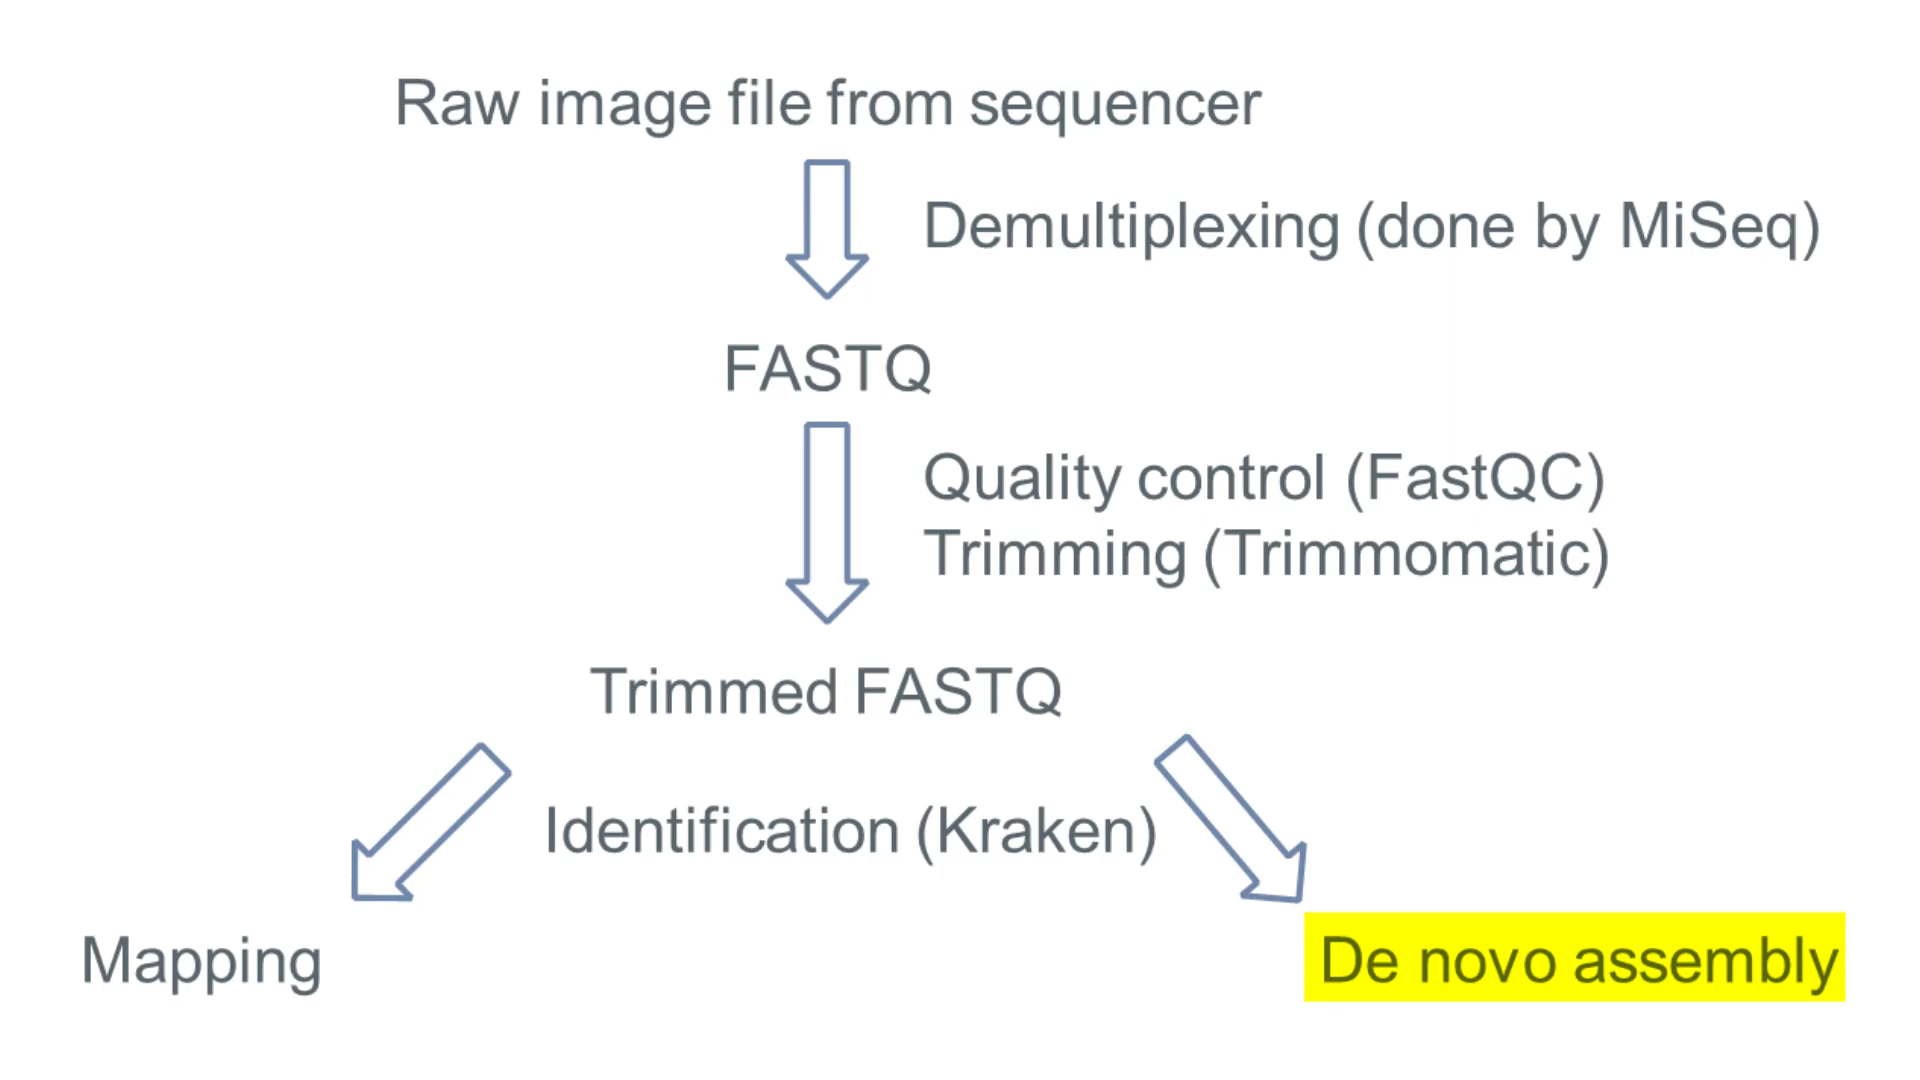 Raw image file from sequencer
Demultiplexing (done by MiSeq)
FASTQ
Quality control (FastQC)
Trimming (Trimmomatic)
Trimmed FASTQ
Identification (Kraken)
Mapping
De novo assembly